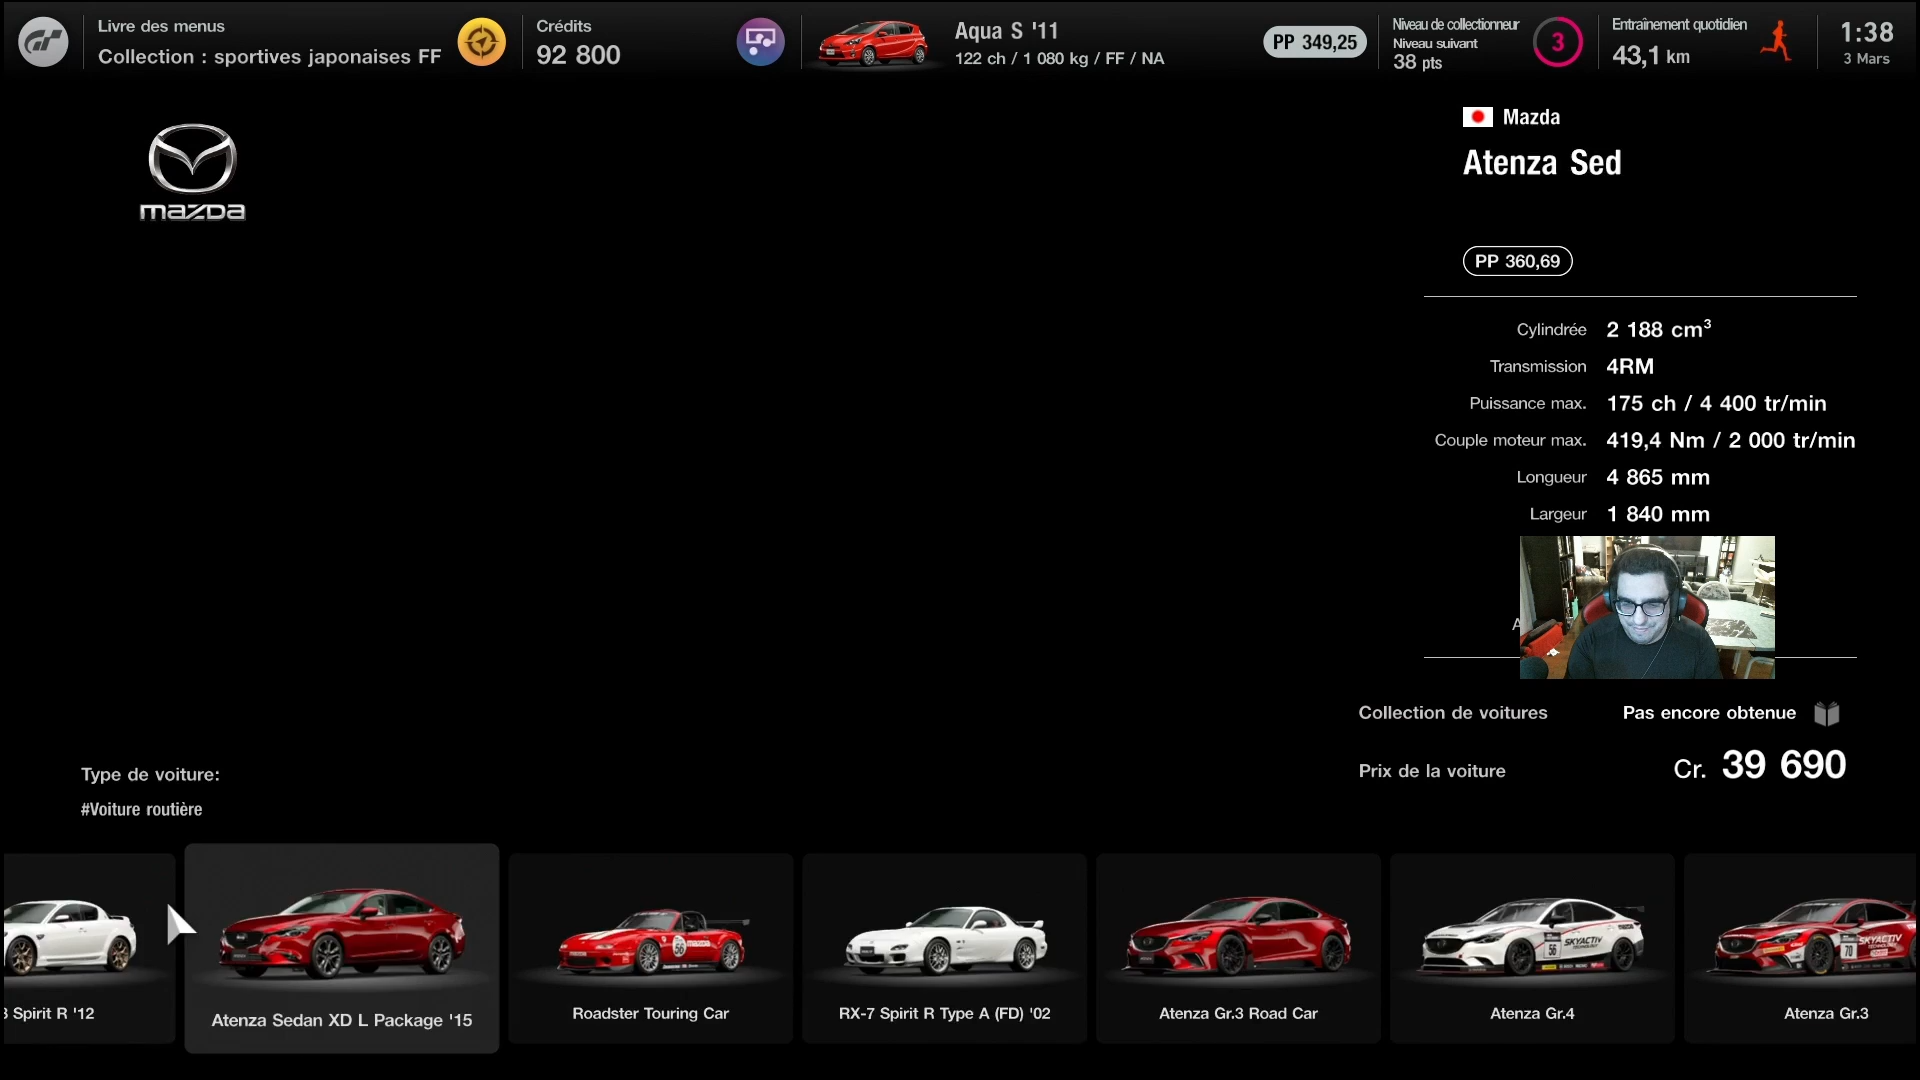 Livre des menus
Collection : sportives japonaises FF
Crédits
92 800
Aqua S '11
122 ch / 1 080 kg / FF / NA
PP 349,25
Niveau de collectionneur
Niveau suivant
38 pts
3
Entraînement quotidien
43,1 km
1:38
3 Mars
mazda
Mazda
Atenza Sed
PP 360,69
Cylindrée 2 188 cm³
Transmission 4RM
Puissance max. 175 ch / 4 400 tr/min
Couple moteur max. 419,4 Nm / 2 000 tr/min
Longueur 4 865 mm
Largeur 1 840 mm
Collection de voitures Pas encore obtenue
Prix de la voiture Cr. 39 690
Type de voiture:
#Voiture routière
Spirit R '12
Atenza Sedan XD L Package '15
Roadster Touring Car
RX-7 Spirit R Type A (FD) '02
Atenza Gr.3 Road Car
Atenza Gr.4
Atenza Gr.3